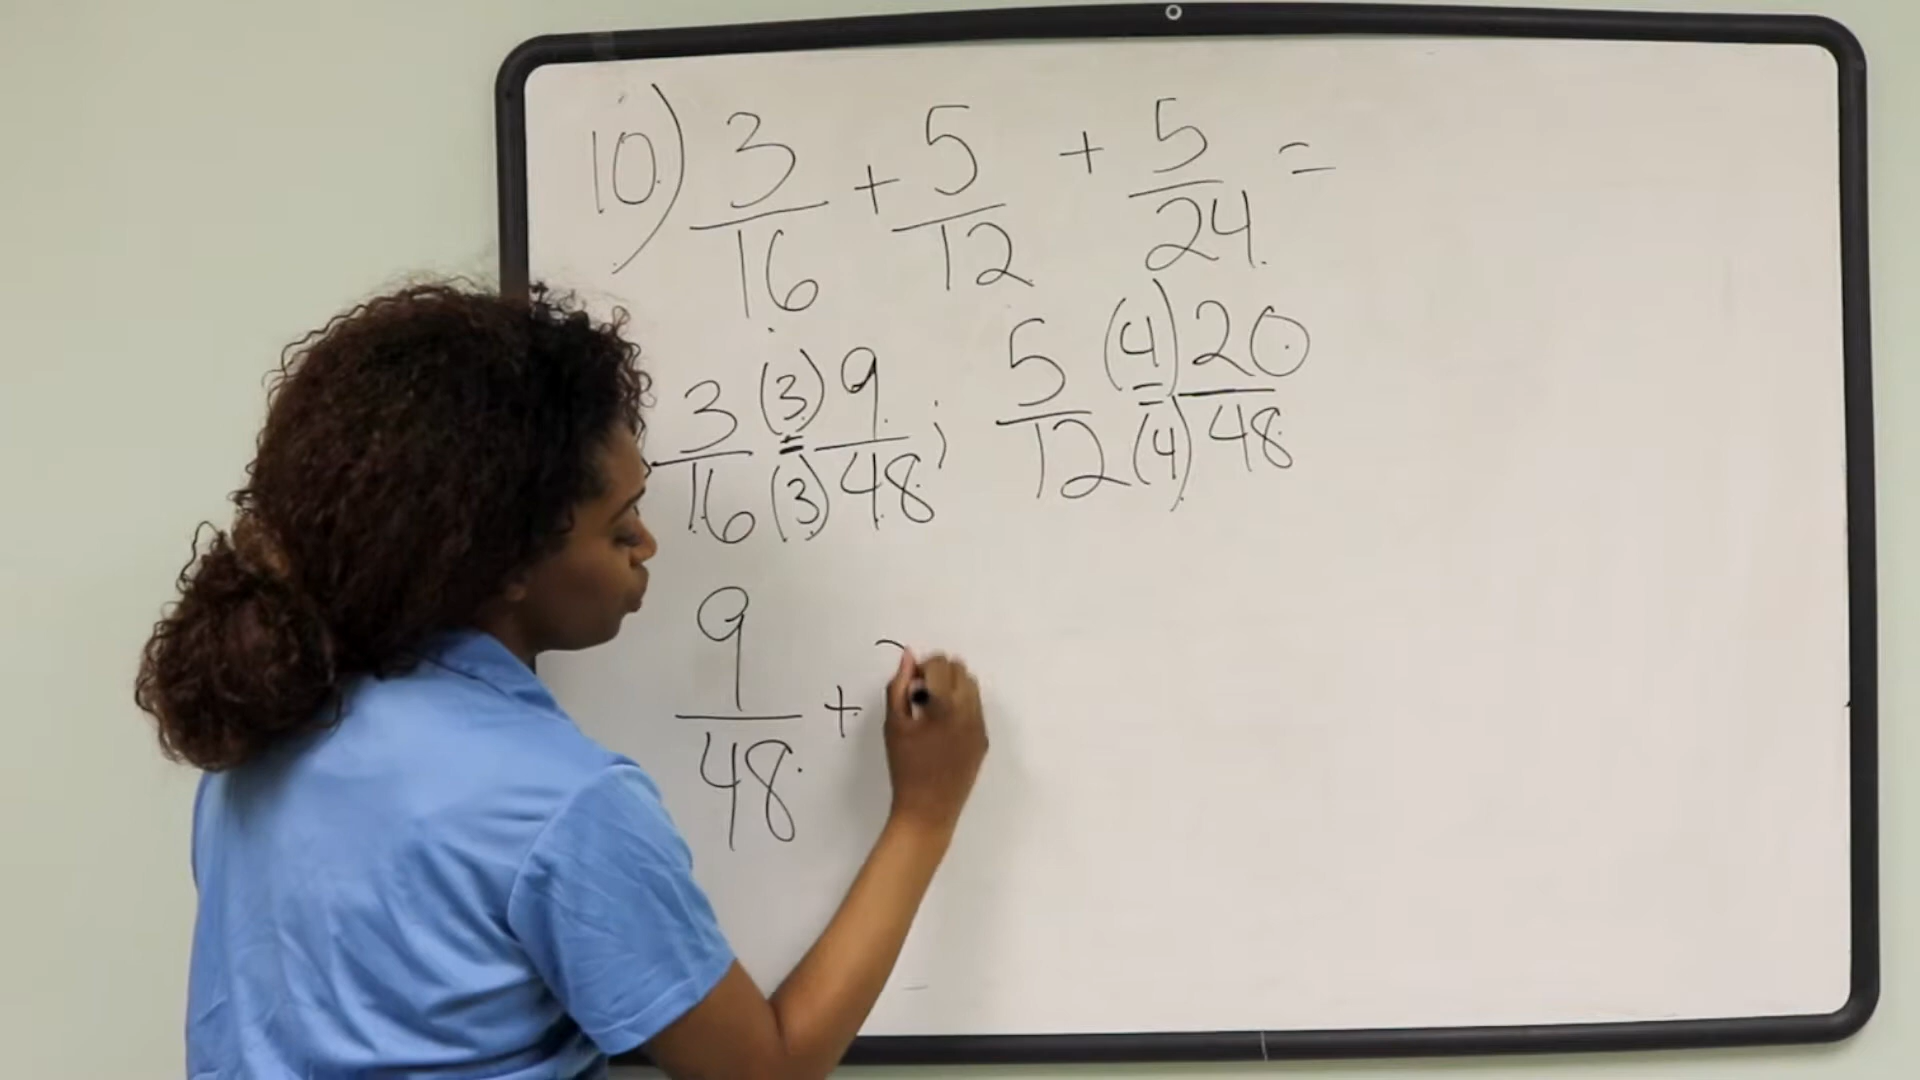 10) 3/16 + 5/12 + 5/24 =
3/16 (3)/(3) = 9/48 ; 5/12 (4)/(4) = 20/48
9/48 +